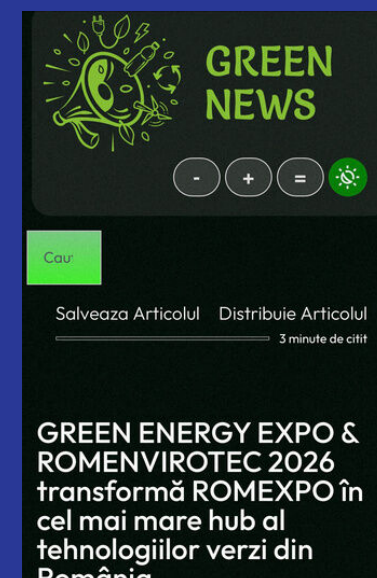 GREEN
NEWS
- + =
Salveaza Articolul Distribuie Articolul
3 minute de citit
GREEN ENERGY EXPO &
ROMENVIROTEC 2026
transformă ROMEXPO în
cel mai mare hub al
tehnologiilor verzi din
România